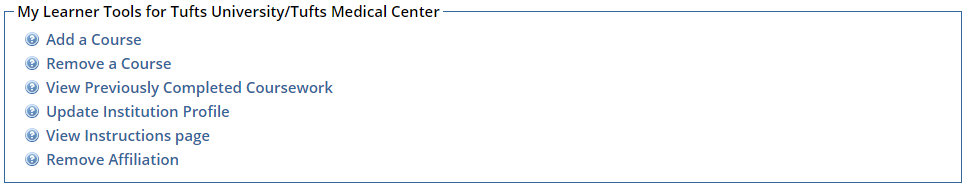 My Learner Tools for Tufts University/Tufts Medical Center
Add a Course
Remove a Course
View Previously Completed Coursework
Update Institution Profile
View Instructions page
Remove Affiliation